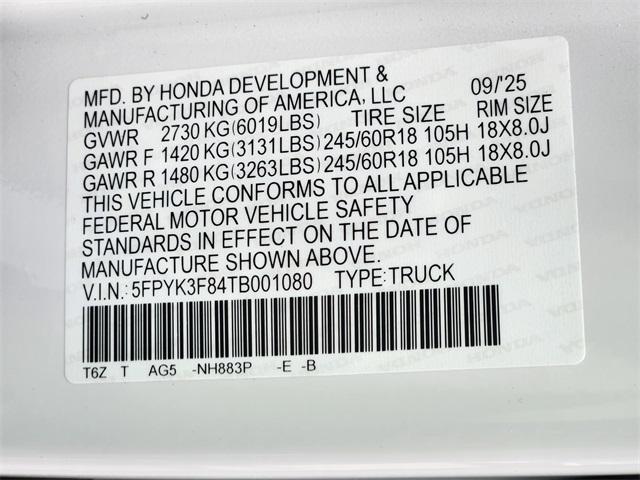 MFD. BY HONDA DEVELOPMENT &
MANUFACTURING OF AMERICA, LLC 09/'25
GVWR 2730 KG(6019LBS) TIRE SIZE RIM SIZE
GAWR F 1420 KG(3131LBS) 245/60R18 105H 18X8.0J
GAWR R 1480 KG(3263LBS) 245/60R18 105H 18X8.0J
THIS VEHICLE CONFORMS TO ALL APPLICABLE
FEDERAL MOTOR VEHICLE SAFETY
STANDARDS IN EFFECT ON THE DATE OF
MANUFACTURE SHOWN ABOVE.
V.I.N.: 5FPYK3F84TB001080 TYPE:TRUCK
T6Z T AG5 -NH883P -E -B